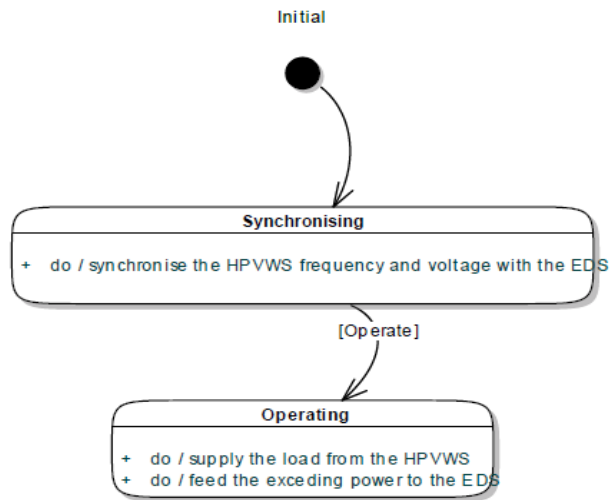 Initial
Synchronising
+ do / synchronise the HPVWS frequency and voltage with the EDS
[Operate]
Operating
+ do / supply the load from the HPVWS
+ do / feed the exceding power to the EDS